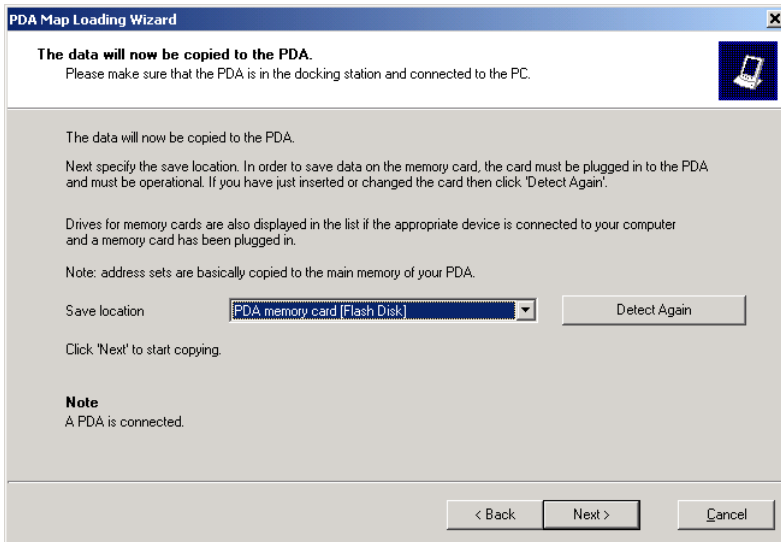 PDA Map Loading Wizard
The data will now be copied to the PDA.
Please make sure that the PDA is in the docking station and connected to the PC.
The data will now be copied to the PDA.
Next specify the save location. In order to save data on the memory card, the card must be plugged in to the PDA
and must be operational. If you have just inserted or changed the card then click 'Detect Again'.
Drives for memory cards are also displayed in the list if the appropriate device is connected to your computer
and a memory card has been plugged in.
Note: address sets are basically copied to the main memory of your PDA.
Save location PDA memory card [Flash Disk] Detect Again
Click 'Next' to start copying.
Note
A PDA is connected.
< Back Next > Cancel